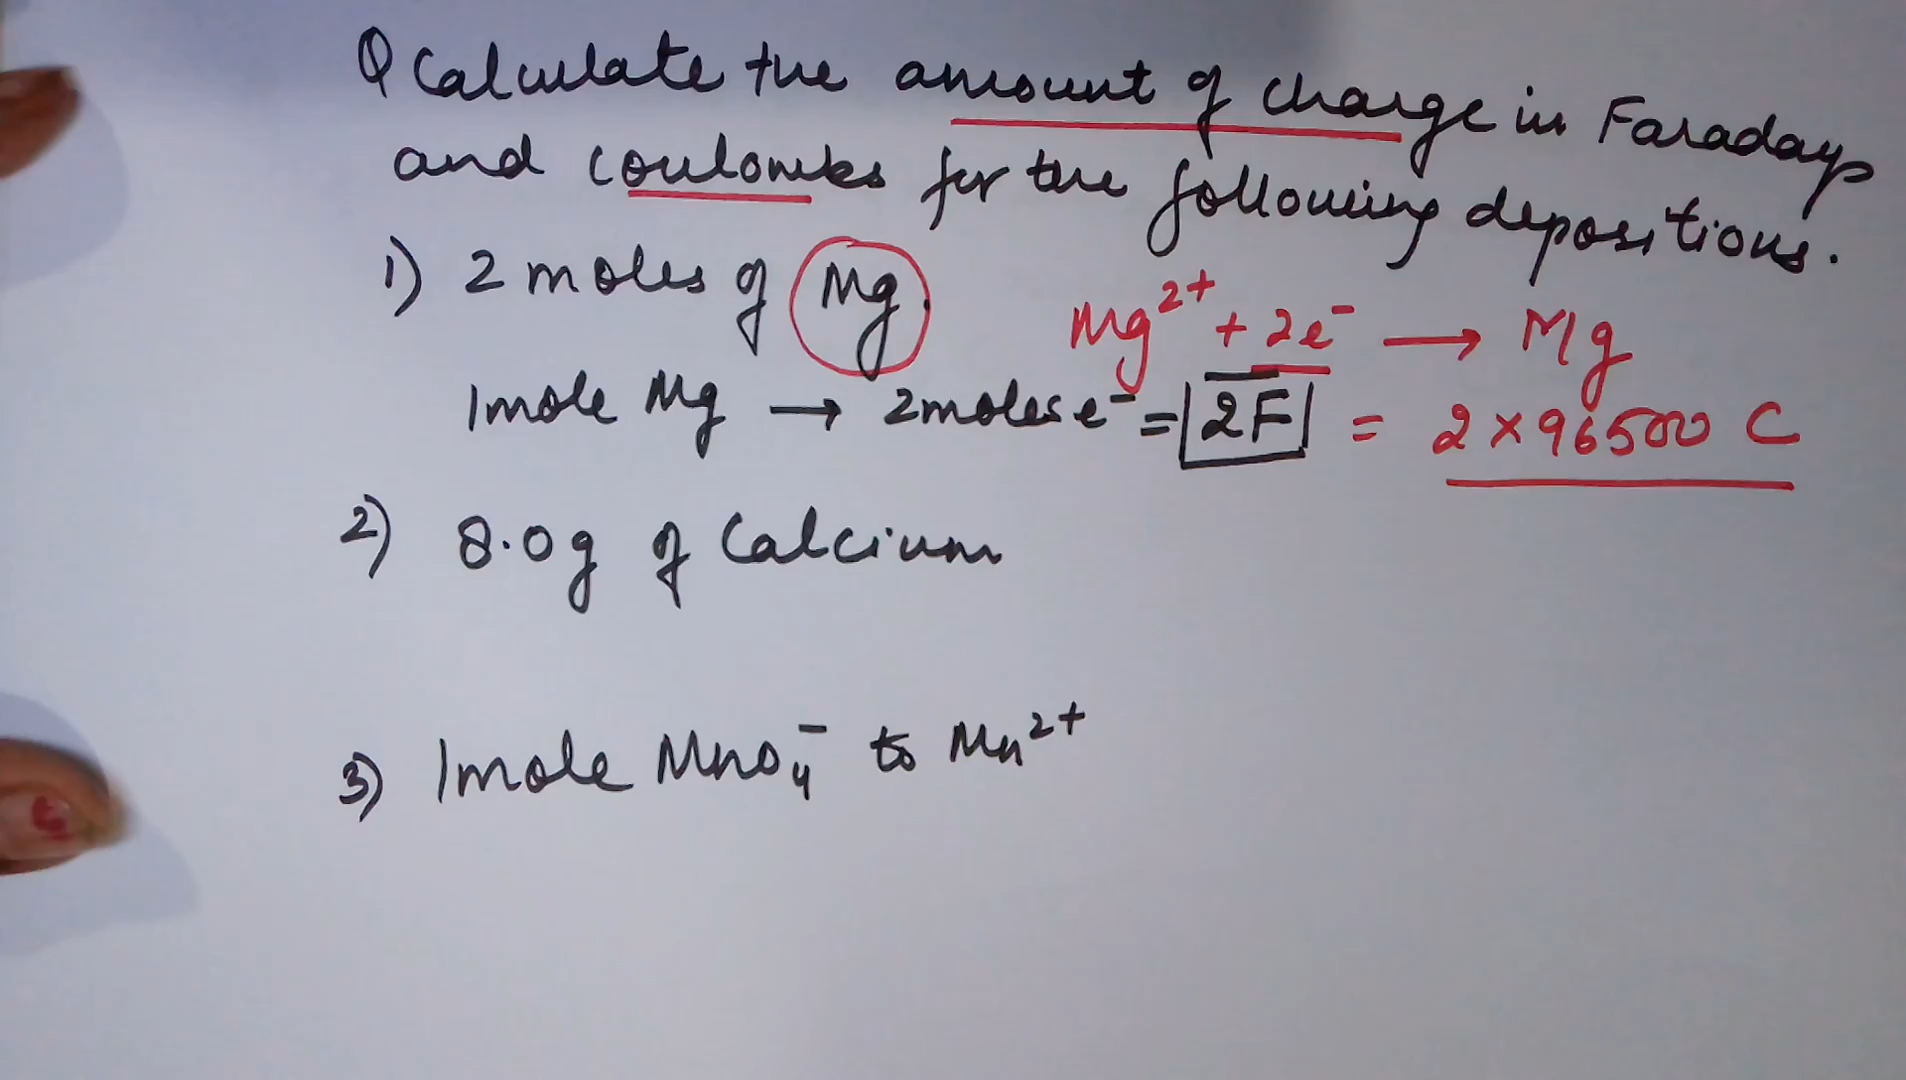 Q Calculate the amount of charge in Faradays
and coulombs for the following depositions.
1) 2 moles of Mg.
Mg²⁺ + 2e⁻ → Mg
1mole Mg → 2moles e⁻ = 2F = 2 × 96500 C
2) 8.0g of Calcium
3) 1mole MnO₄⁻ to Mn²⁺